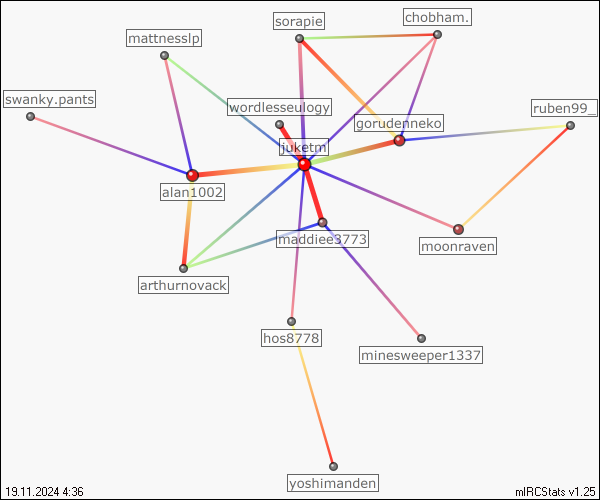 chobham.
sorapie
mattnesslp
swanky.pants
wordlesseulogy
ruben99_
gorudenneko
juketm
alan1002
maddiee3773
moonraven
arthurnovack
hos8778
minesweeper1337
yoshimanden
19.11.2024 4:36
mIRCStats v1.25